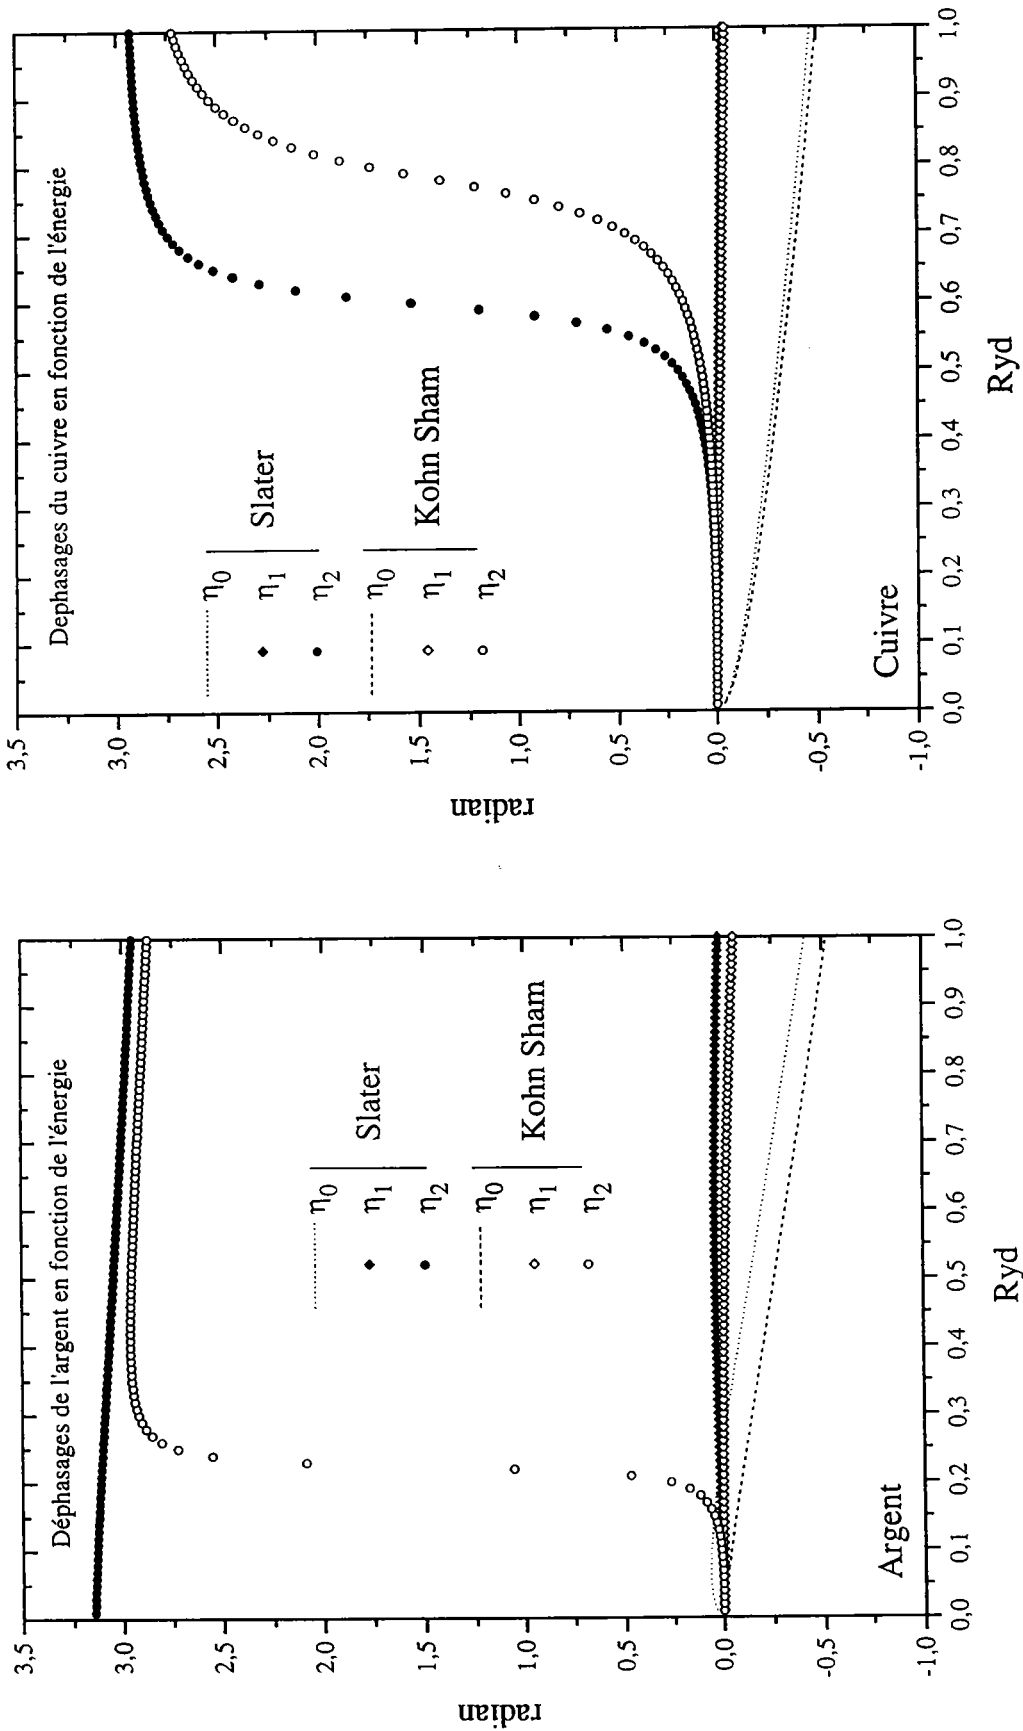 Déphasages de l'argent en fonction de l'énergie
3,5
3,0
2,5
2,0
1,5
1,0
0,5
0,0
-0,5
-1,0
radian
η0
η1 Slater
η2
η0
η1 Kohn Sham
η2
Argent
0,0 0,1 0,2 0,3 0,4 0,5 0,6 0,7 0,8 0,9 1,0
Ryd
Dephasages du cuivre en fonction de l'énergie
3,5
3,0
2,5
2,0
1,5
1,0
0,5
0,0
-0,5
-1,0
radian
η0
η1 Slater
η2
η0
η1 Kohn Sham
η2
Cuivre
0,0 0,1 0,2 0,3 0,4 0,5 0,6 0,7 0,8 0,9 1,0
Ryd